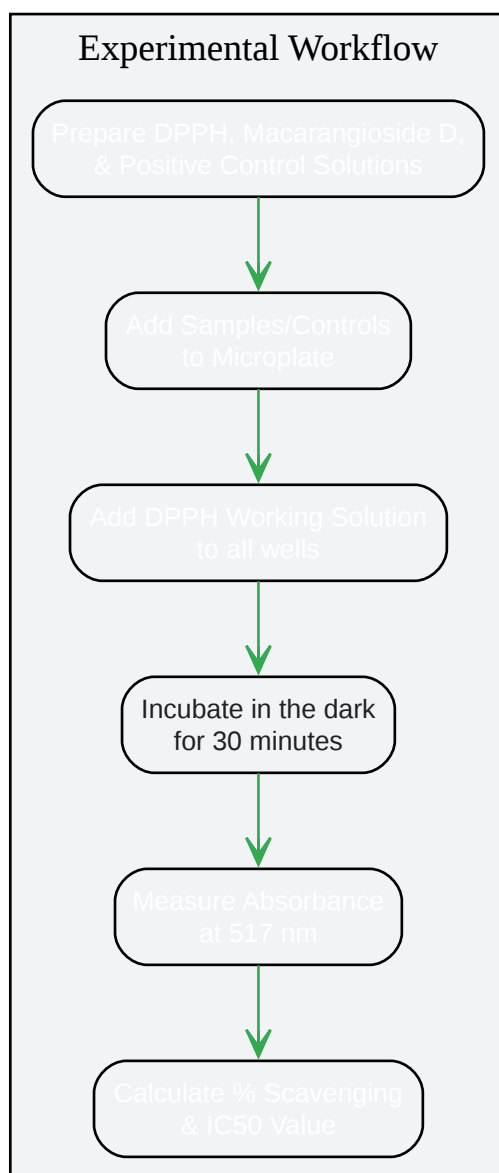 Experimental Workflow
Prepare DPPH, Macarangioside D,
& Positive Control Solutions
Add Samples/Controls
to Microplate
Add DPPH Working Solution
to all wells
Incubate in the dark
for 30 minutes
Measure Absorbance
at 517 nm
Calculate % Scavenging
& IC50 Value